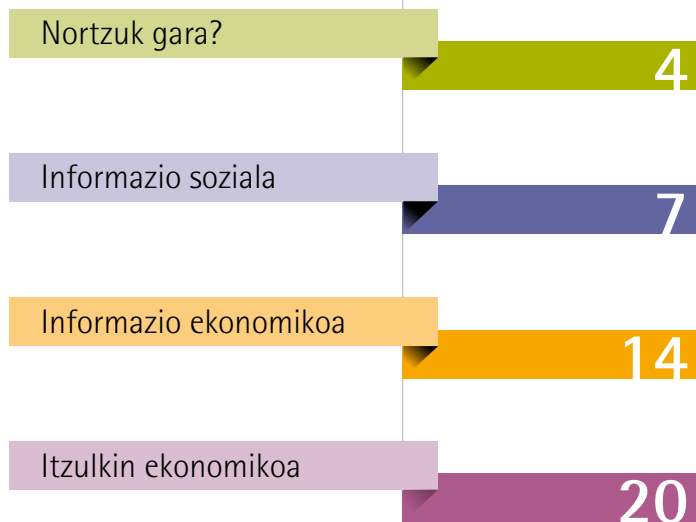 Nortzuk gara?
4
Informazio soziala
7
Informazio ekonomikoa
14
Itzulkin ekonomikoa
20